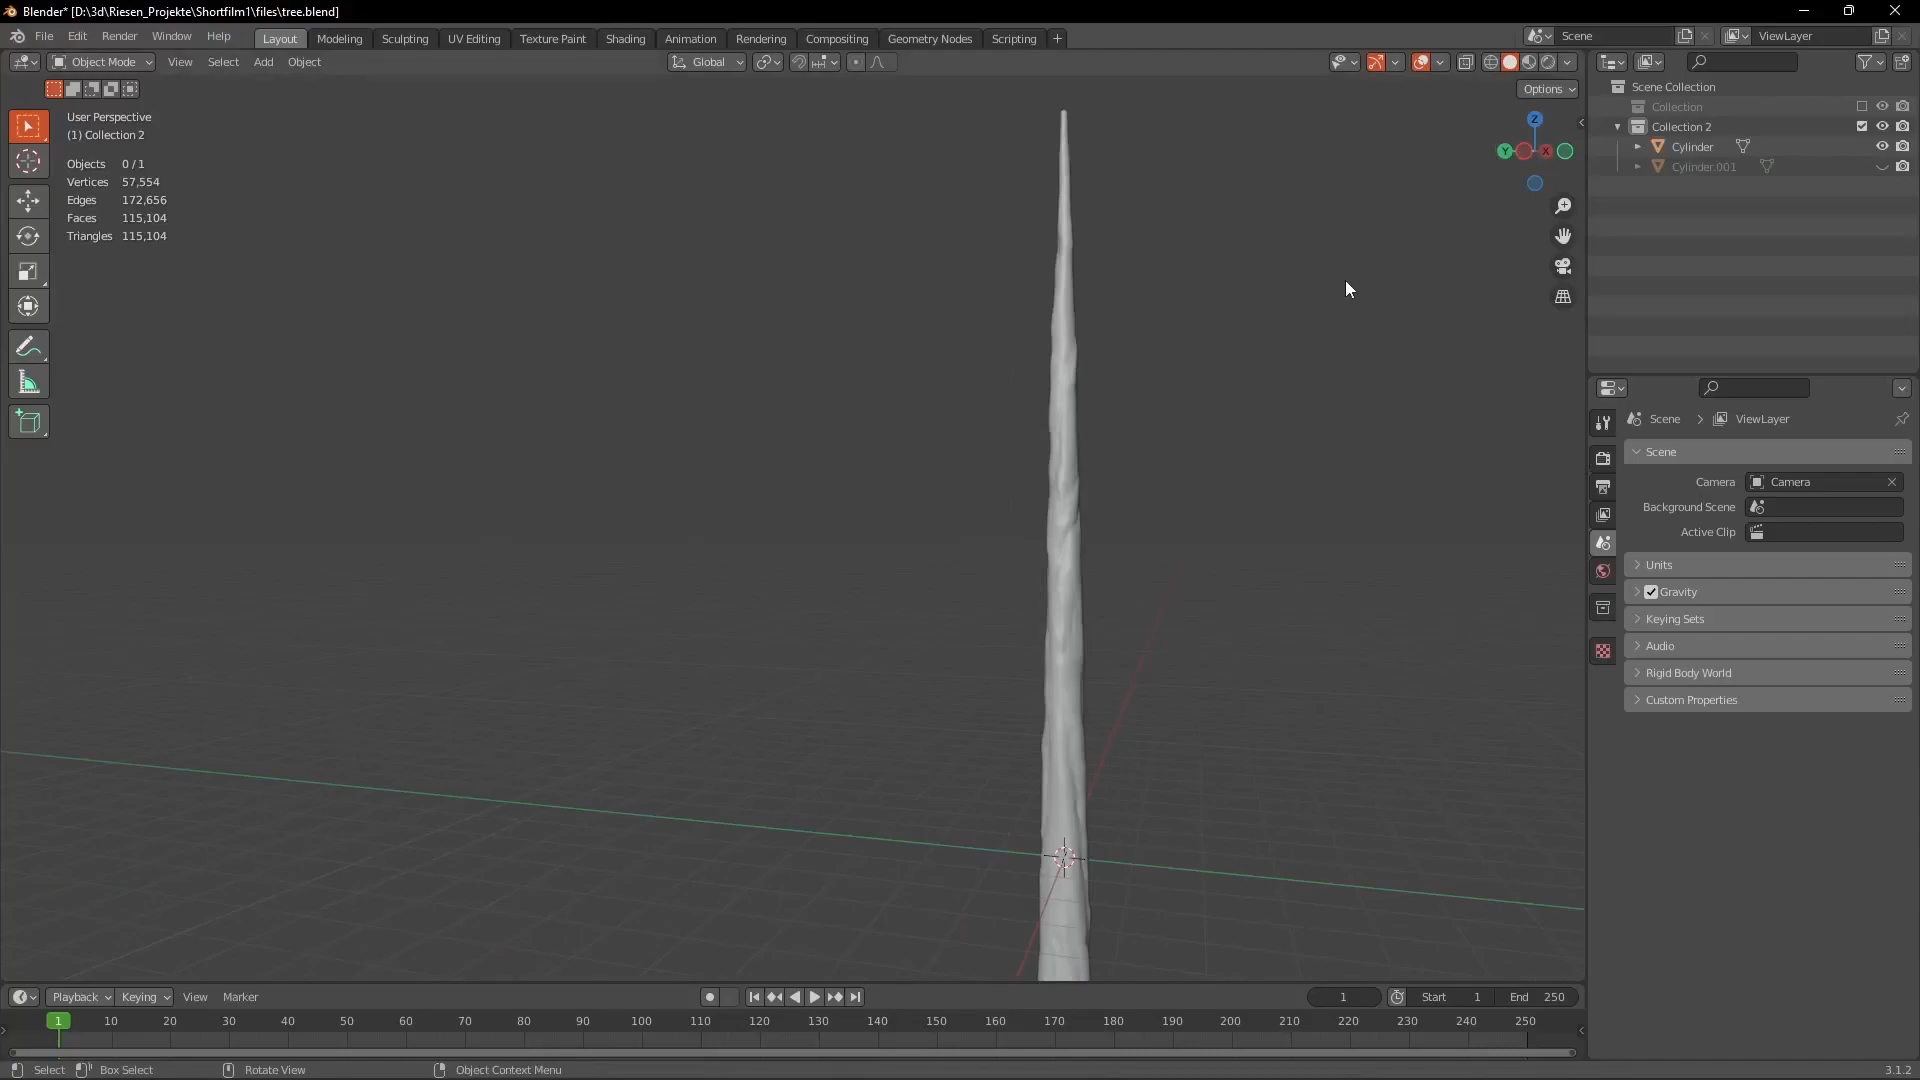 Blender* [D:\3d\Riesen_Projekte\Shortfilm1\files\tree.blend]
File Edit Render Window Help Layout Modeling Sculpting UV Editing Texture Paint Shading Animation Rendering Compositing Geometry Nodes Scripting + Scene ViewLayer
Object Mode View Select Add Object Global
Options
User Perspective
(1) Collection 2
Objects 0 / 1
Vertices 57,554
Edges 172,656
Faces 115,104
Triangles 115,104
Z
Y X
Scene Collection
Collection
Collection 2
Cylinder
Cylinder.001
Scene > ViewLayer
Scene
Camera Camera
Background Scene
Active Clip
Units
Gravity
Keying Sets
Audio
Rigid Body World
Custom Properties
Playback Keying View Marker 1 Start 1 End 250
1 10 20 30 40 50 60 70 80 90 100 110 120 130 140 150 160 170 180 190 200 210 220 230 240 250
Select Box Select Rotate View Object Context Menu 3.1.2